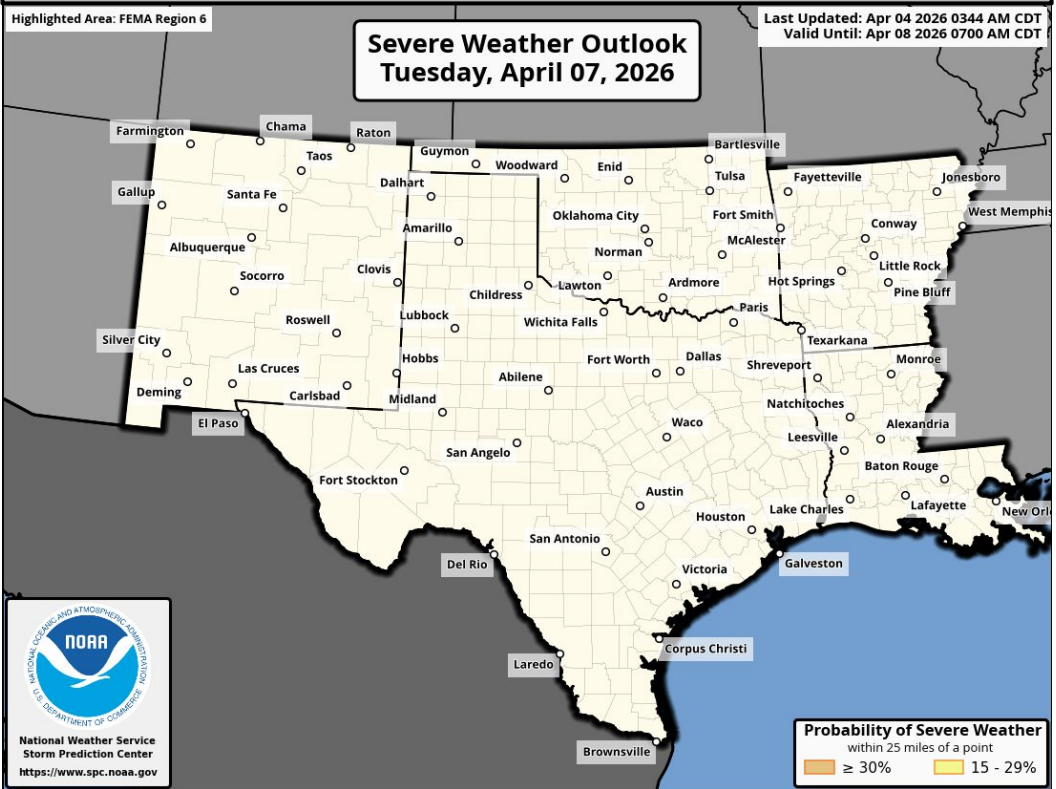 Highlighted Area: FEMA Region 6
Last Updated: Apr 04 2026 0344 AM CDT
Valid Until: Apr 08 2026 0700 AM CDT
Severe Weather Outlook
Tuesday, April 07, 2026
Farmington
Chama
Raton
Taos
Guymon
Woodward
Enid
Bartlesville
Tulsa
Fayetteville
Jonesboro
Gallup
Santa Fe
Dalhart
Amarillo
Oklahoma City
Fort Smith
West Memphis
Albuquerque
Norman
McAlester
Conway
Socorro
Clovis
Childress
Lawton
Ardmore
Hot Springs
Little Rock
Pine Bluff
Roswell
Lubbock
Wichita Falls
Paris
Silver City
Texarkana
Las Cruces
Hobbs
Fort Worth
Dallas
Shreveport
Monroe
Deming
Carlsbad
Midland
Abilene
Natchitoches
El Paso
Waco
Leesville
Alexandria
San Angelo
Fort Stockton
Baton Rouge
Austin
Houston
Lake Charles
Lafayette
New Orl
San Antonio
Del Rio
Victoria
Galveston
Laredo
Corpus Christi
Brownsville
NATIONAL OCEANIC AND ATMOSPHERIC ADMINISTRATION
NOAA
U.S. DEPARTMENT OF COMMERCE
National Weather Service
Storm Prediction Center
https://www.spc.noaa.gov
Probability of Severe Weather
within 25 miles of a point
≥ 30%
15 - 29%